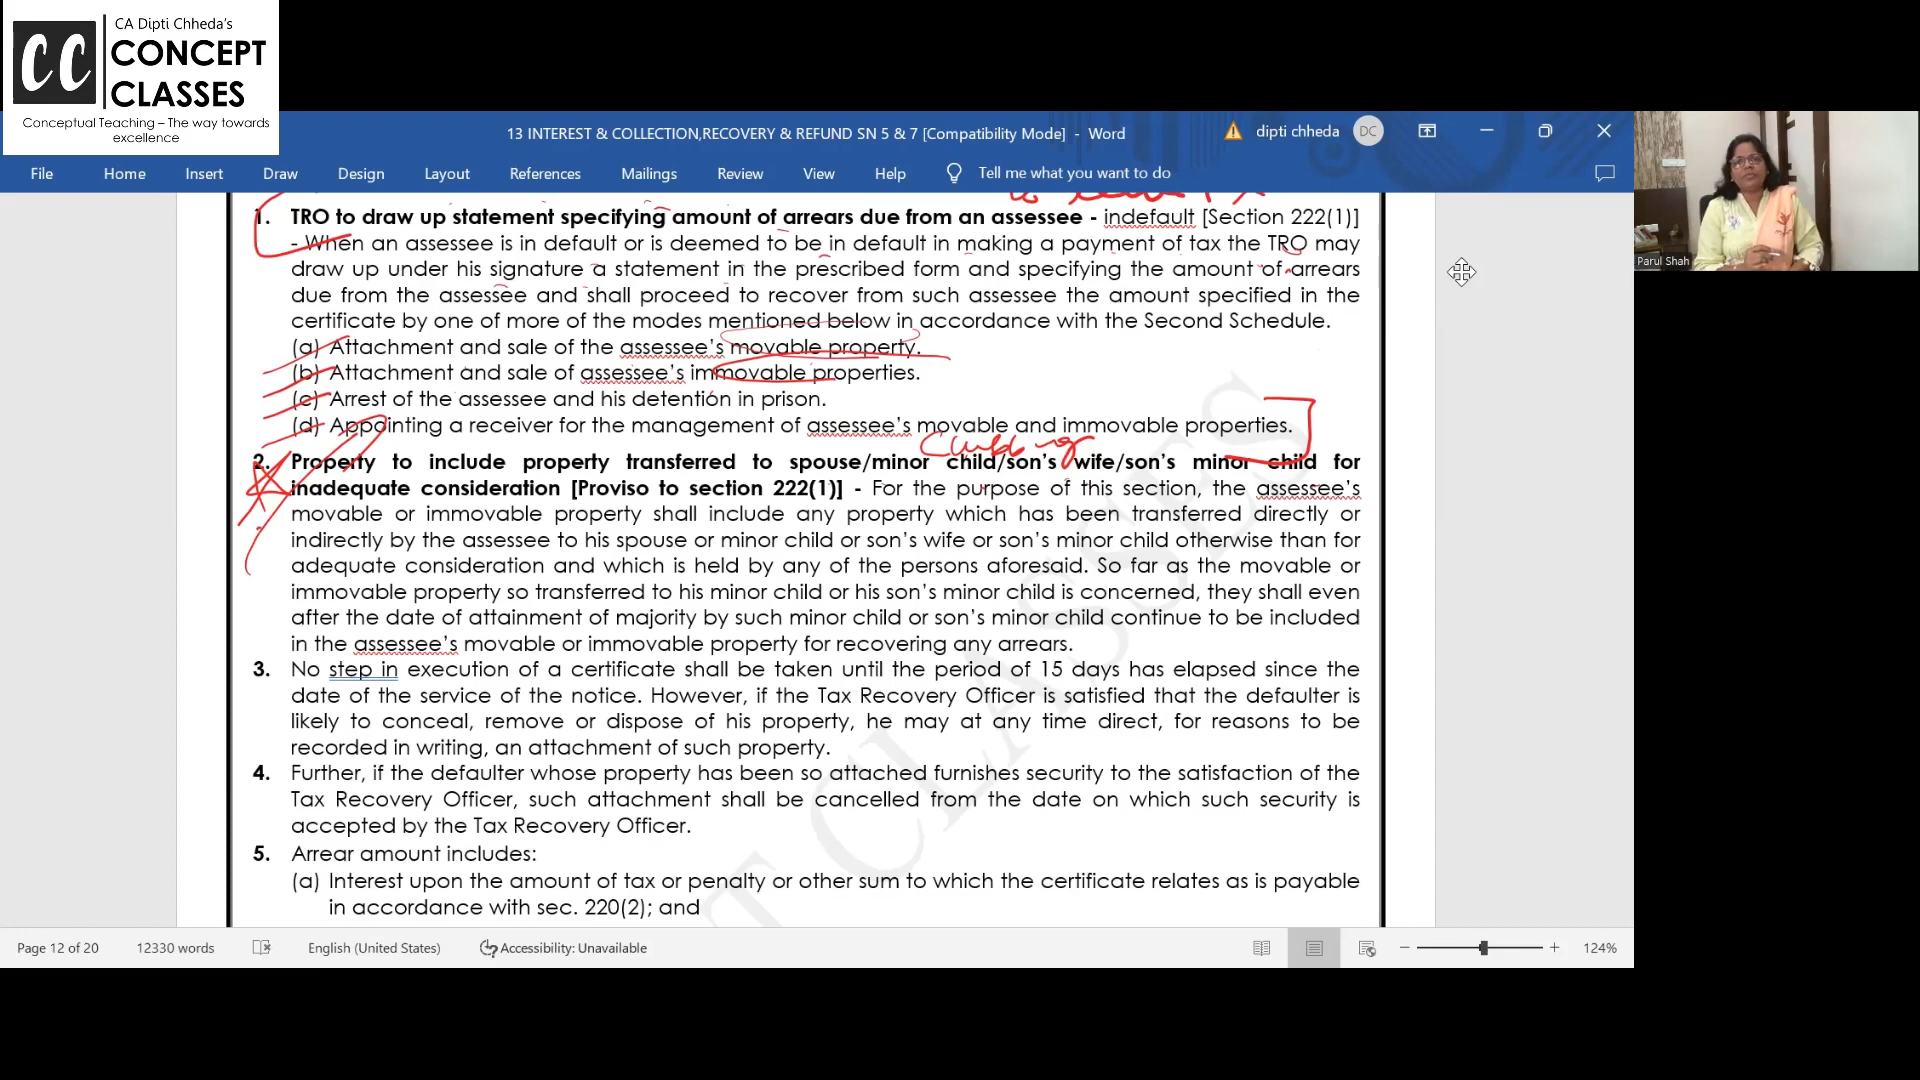 CA Dipti Chheda's
CC CONCEPT
CLASSES
Conceptual Teaching – The way towards
excellence
13 INTEREST & COLLECTION,RECOVERY & REFUND SN 5 & 7 [Compatibility Mode] - Word
dipti chheda DC
File Home Insert Draw Design Layout References Mailings Review View Help Tell me what you want to do
1. TRO to draw up statement specifying amount of arrears due from an assessee - indefault [Section 222(1)]
- When an assessee is in default or is deemed to be in default in making a payment of tax the TRO may
draw up under his signature a statement in the prescribed form and specifying the amount of arrears
due from the assessee and shall proceed to recover from such assessee the amount specified in the
certificate by one of more of the modes mentioned below in accordance with the Second Schedule.
(a) Attachment and sale of the assessee's movable property.
(b) Attachment and sale of assessee's immovable properties.
(c) Arrest of the assessee and his detention in prison.
(d) Appointing a receiver for the management of assessee's movable and immovable properties.
Clubbing
2. Property to include property transferred to spouse/minor child/son's wife/son's minor child for
inadequate consideration [Proviso to section 222(1)] - For the purpose of this section, the assessee's
movable or immovable property shall include any property which has been transferred directly or
indirectly by the assessee to his spouse or minor child or son's wife or son's minor child otherwise than for
adequate consideration and which is held by any of the persons aforesaid. So far as the movable or
immovable property so transferred to his minor child or his son's minor child is concerned, they shall even
after the date of attainment of majority by such minor child or son's minor child continue to be included
in the assessee's movable or immovable property for recovering any arrears.
3. No step in execution of a certificate shall be taken until the period of 15 days has elapsed since the
date of the service of the notice. However, if the Tax Recovery Officer is satisfied that the defaulter is
likely to conceal, remove or dispose of his property, he may at any time direct, for reasons to be
recorded in writing, an attachment of such property.
4. Further, if the defaulter whose property has been so attached furnishes security to the satisfaction of the
Tax Recovery Officer, such attachment shall be cancelled from the date on which such security is
accepted by the Tax Recovery Officer.
5. Arrear amount includes:
(a) Interest upon the amount of tax or penalty or other sum to which the certificate relates as is payable
in accordance with sec. 220(2); and
T CLASSES
Page 12 of 20 12330 words English (United States) Accessibility: Unavailable 124%
Parul Shah